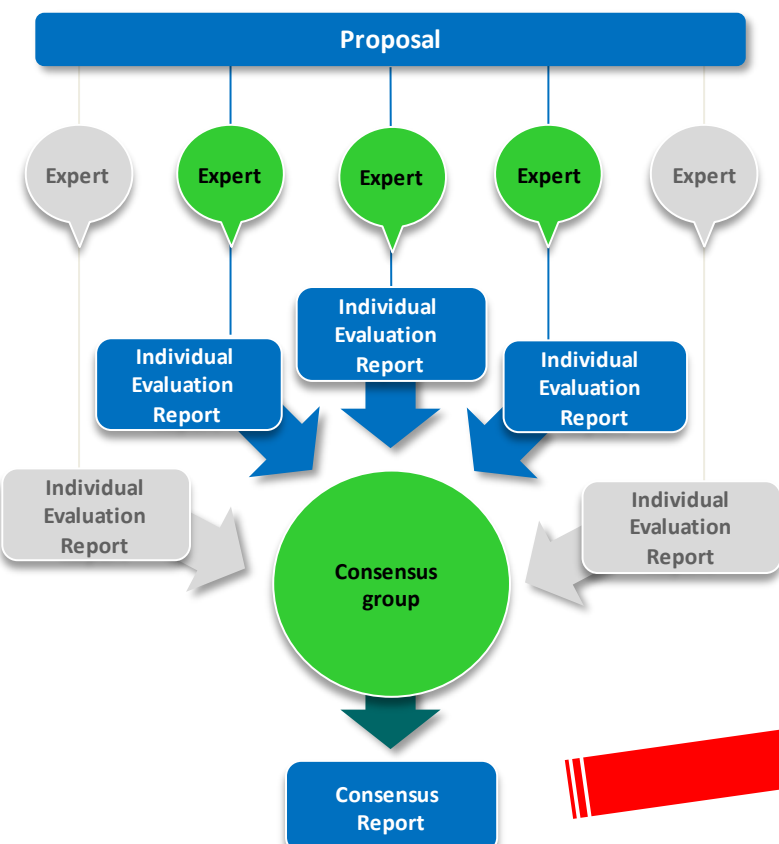 Proposal
Expert
Expert
Expert
Expert
Expert
Individual
Evaluation
Report
Individual
Evaluation
Report
Individual
Evaluation
Report
Individual
Evaluation
Report
Individual
Evaluation
Report
Consensus
group
Consensus
Report